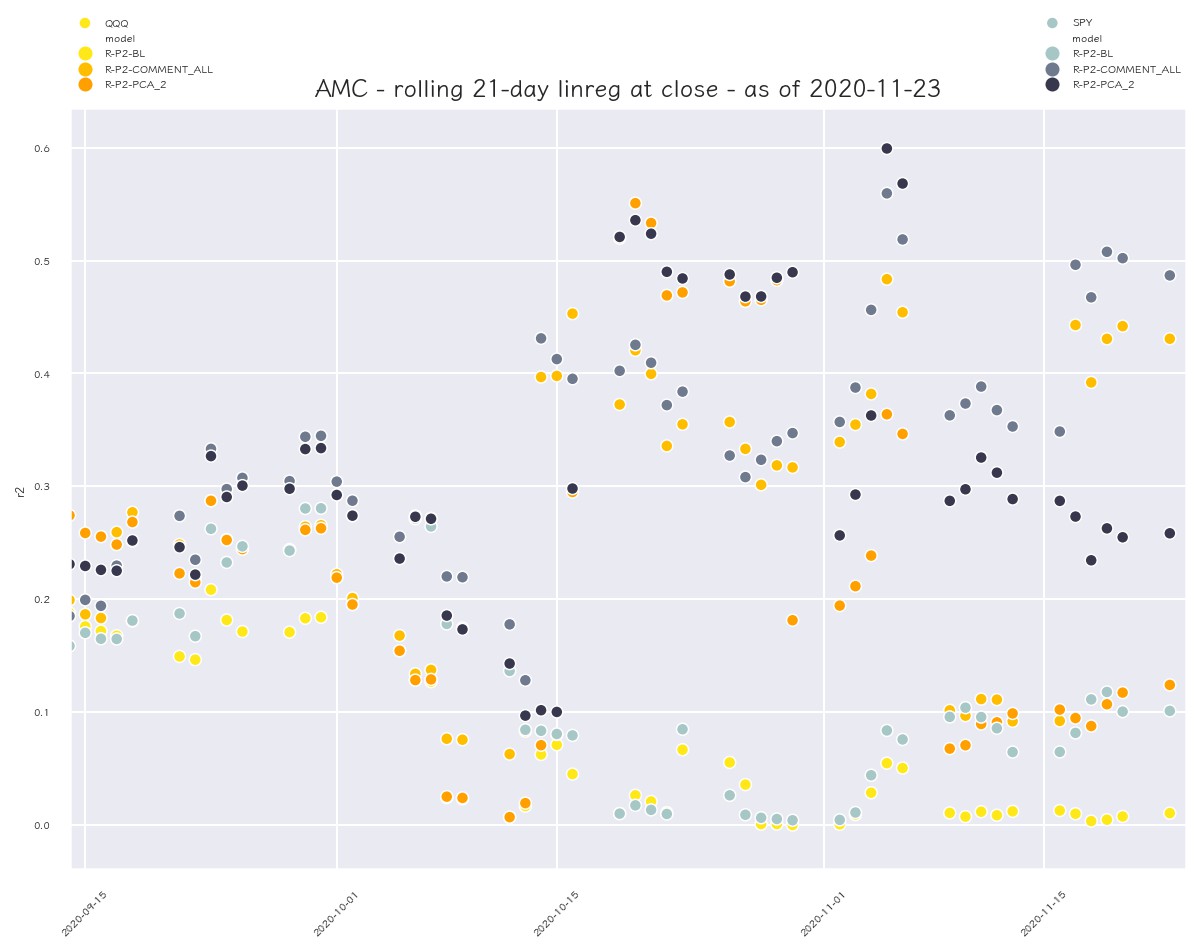 QQQ
model
R-P2-BL
R-P2-COMMENT_ALL
R-P2-PCA_2
SPY
model
R-P2-BL
R-P2-COMMENT_ALL
R-P2-PCA_2
AMC - rolling 21-day linreg at close - as of 2020-11-23
0.6
0.5
0.4
0.3
0.2
0.1
0.0
r2
2020-09-15
2020-10-01
2020-10-15
2020-11-01
2020-11-15